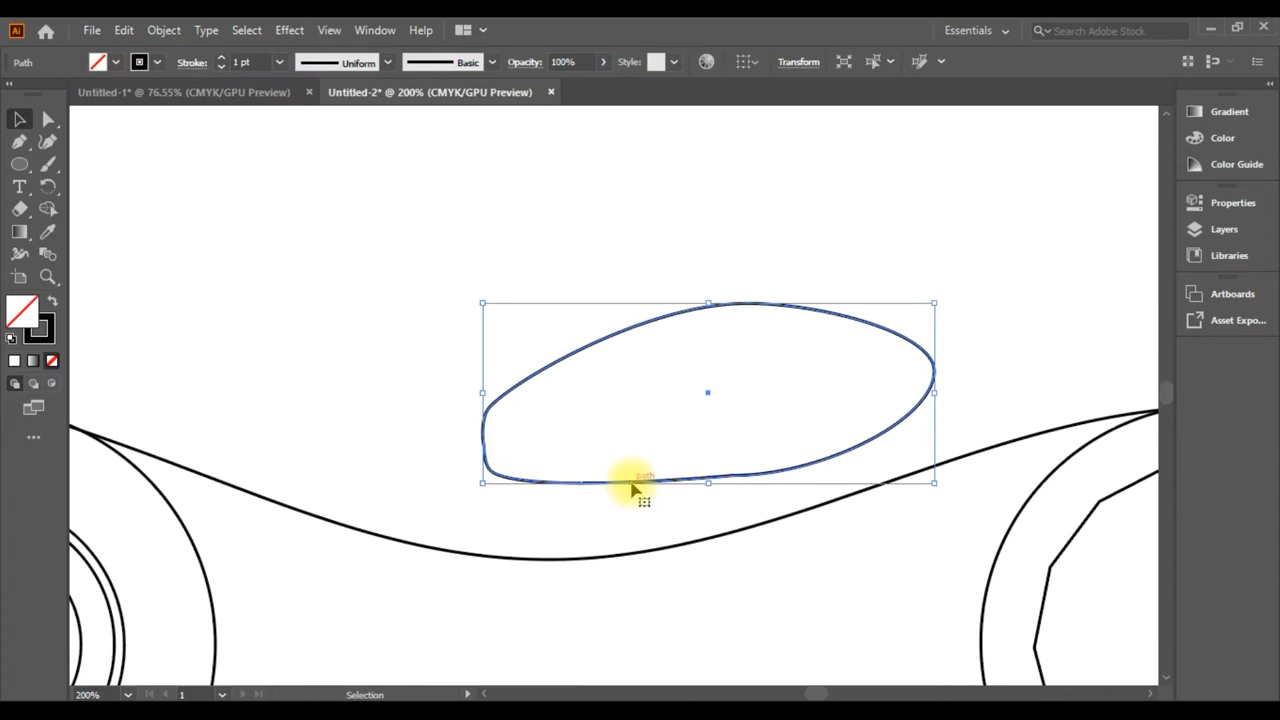 Ai File Edit Object Type Select Effect View Window Help Essentials Search Adobe Stock
Path Stroke: 1 pt Uniform Basic Opacity: 100% Style: Transform
Untitled-1* @ 76.55% (CMYK/GPU Preview) Untitled-2* @ 200% (CMYK/GPU Preview)
Gradient
Color
Color Guide
Properties
Layers
Libraries
Artboards
Asset Expo...
path
200% 1 Selection